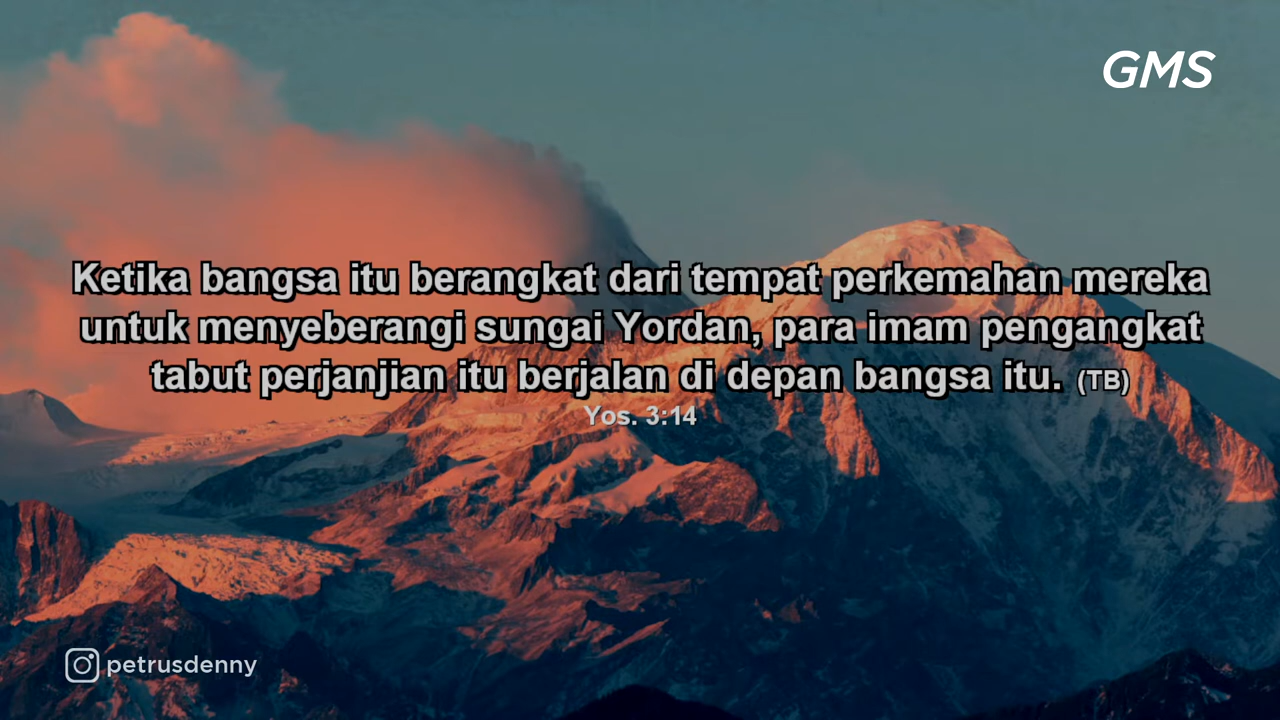 GMS
Ketika bangsa itu berangkat dari tempat perkemahan mereka
untuk menyeberangi sungai Yordan, para imam pengangkat
tabut perjanjian itu berjalan di depan bangsa itu. (TB)
Yos. 3:14
petrusdenny